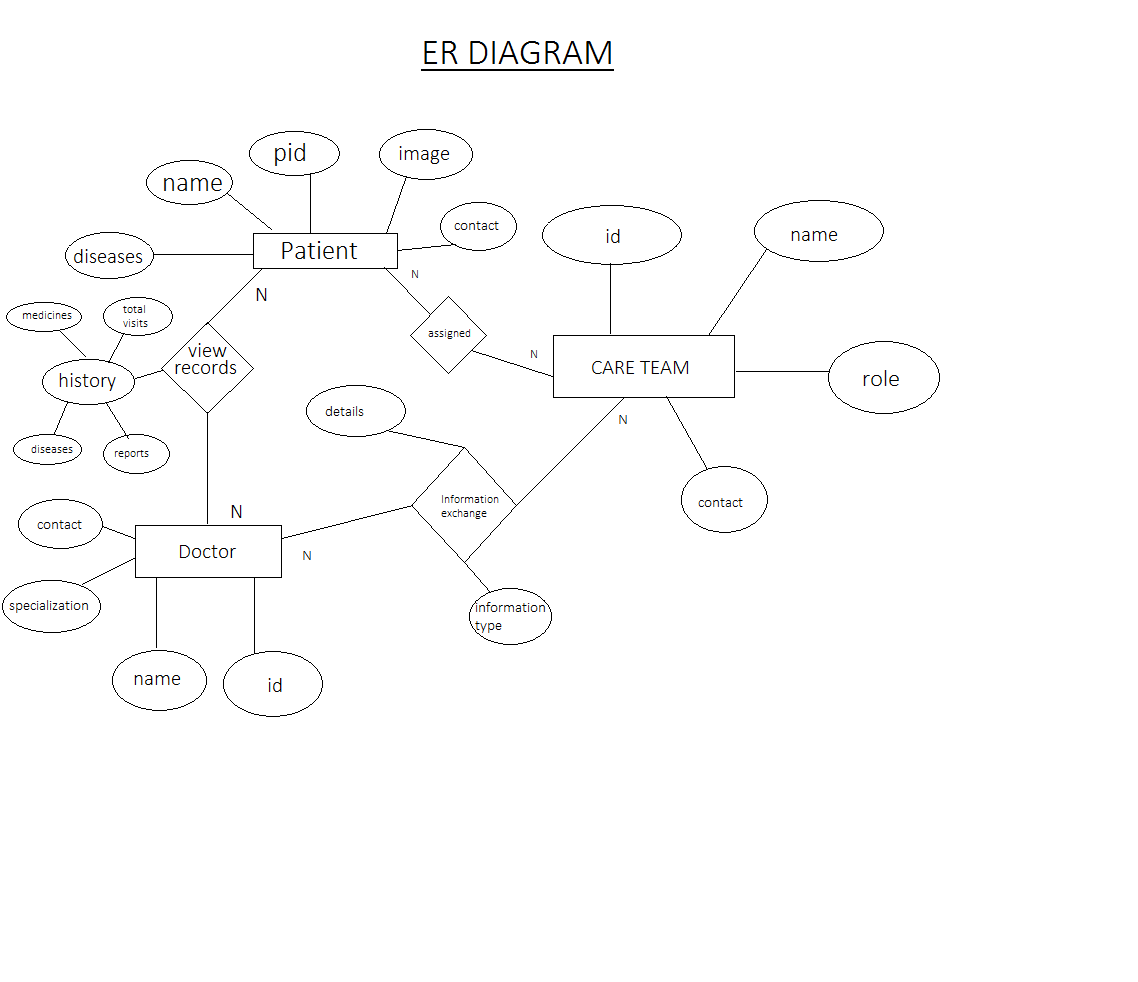 ER DIAGRAM
pid
image
name
contact
id
name
diseases
Patient
N
N
medicines
total
visits
assigned
view
records
N
CARE TEAM
role
history
details
N
diseases
reports
Information
exchange
contact
contact
N
Doctor
N
specialization
information
type
name
id